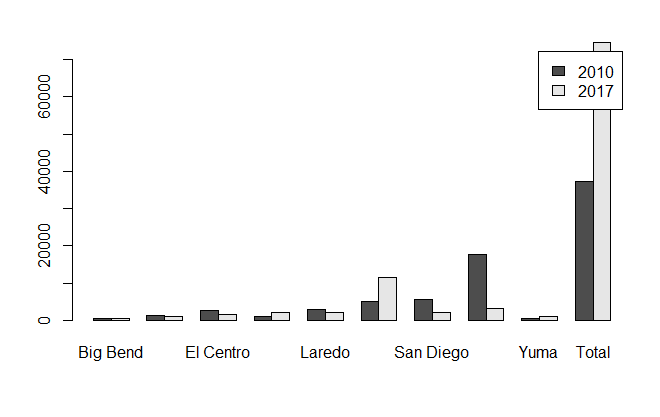 2010
2017
60000
40000
20000
0
Big Bend
El Centro
Laredo
San Diego
Yuma
Total